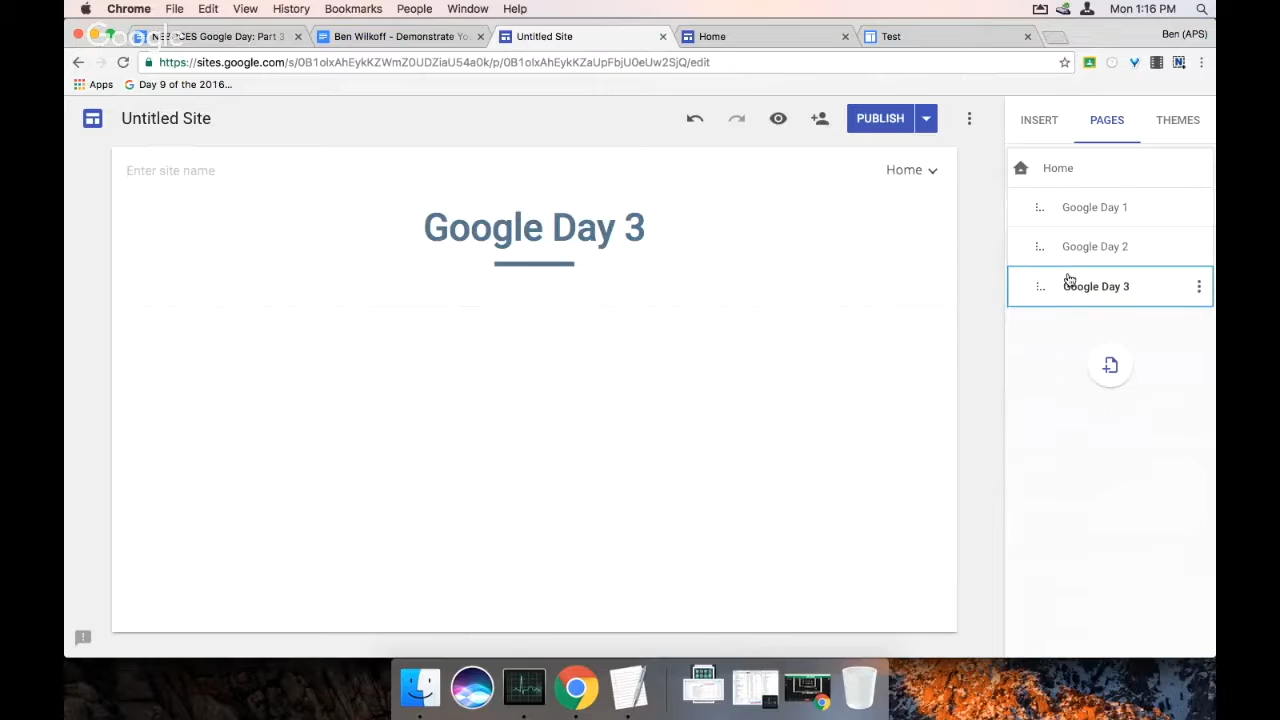 Chrome File Edit View History Bookmarks People Window Help Mon 1:16 PM
Google Day: Part 3 Ben Wilkoff - Demonstrate Yo Untitled Site Home Test Ben (APS)
https://sites.google.com/s/0B1olxAhEykKZWmZ0UDZiaU54a0k/p/0B1olxAhEykKZaUpFbjU0eUw2SjQ/edit
Apps Day 9 of the 2016...
Untitled Site PUBLISH INSERT PAGES THEMES
Enter site name Home Home
Google Day 1
Google Day 3 Google Day 2
Google Day 3
Google